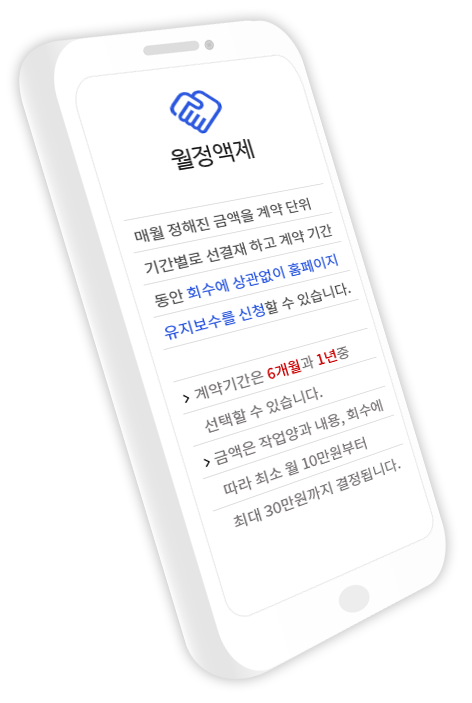 월정액제
매월 정해진 금액을 계약 단위
기간별로 선결재 하고 계약 기간
동안 회수에 상관없이 홈페이지
유지보수를 신청할 수 있습니다.
› 계약기간은 6개월과 1년중
선택할 수 있습니다.
› 금액은 작업양과 내용, 회수에
따라 최소 월 10만원부터
최대 30만원까지 결정됩니다.